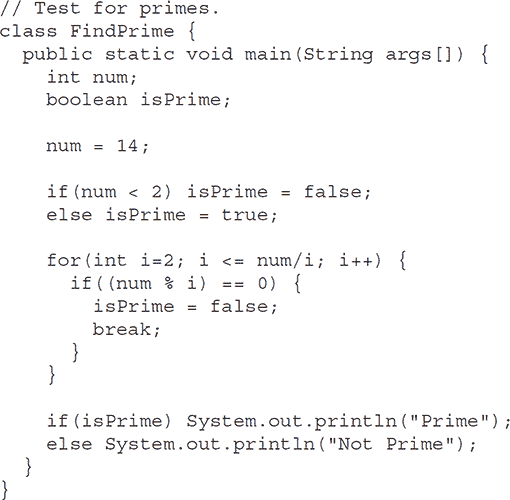 // Test for primes.
class FindPrime {
  public static void main(String args[]) {
    int num;
    boolean isPrime;

    num = 14;

    if(num < 2) isPrime = false;
    else isPrime = true;

    for(int i=2; i <= num/i; i++) {
      if((num % i) == 0) {
        isPrime = false;
        break;
      }
    }

    if(isPrime) System.out.println("Prime");
    else System.out.println("Not Prime");
  }
}